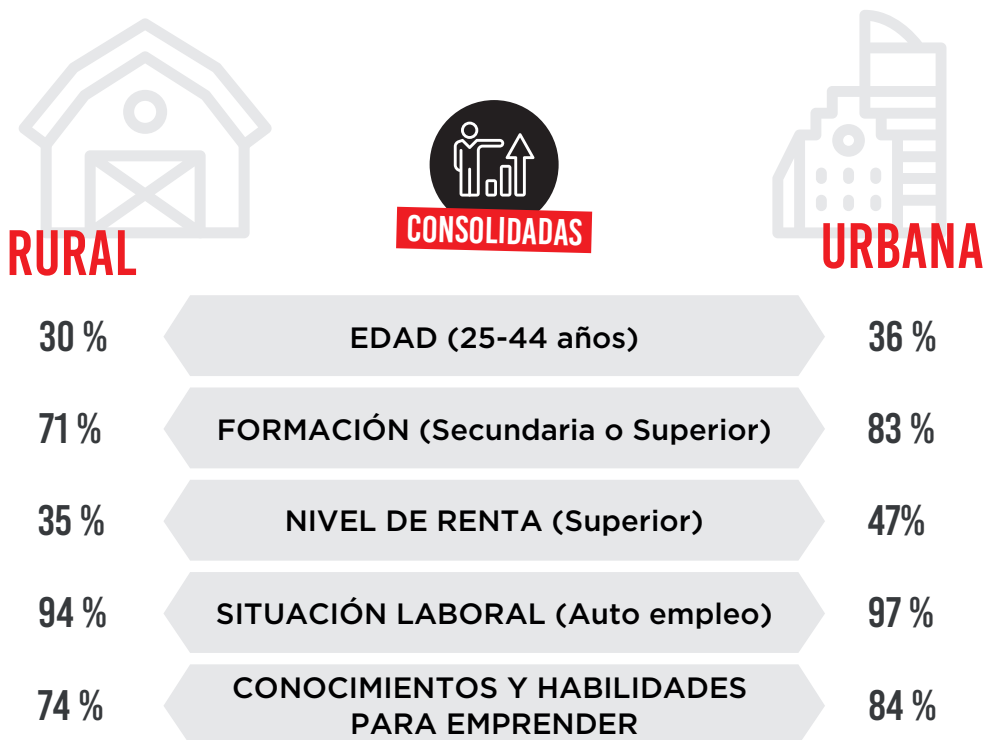 CONSOLIDADAS
RURAL
URBANA
30 %
EDAD (25-44 años)
36 %
71 %
FORMACIÓN (Secundaria o Superior)
83 %
35 %
NIVEL DE RENTA (Superior)
47%
94 %
SITUACIÓN LABORAL (Auto empleo)
97 %
74 %
CONOCIMIENTOS Y HABILIDADES
PARA EMPRENDER
84 %